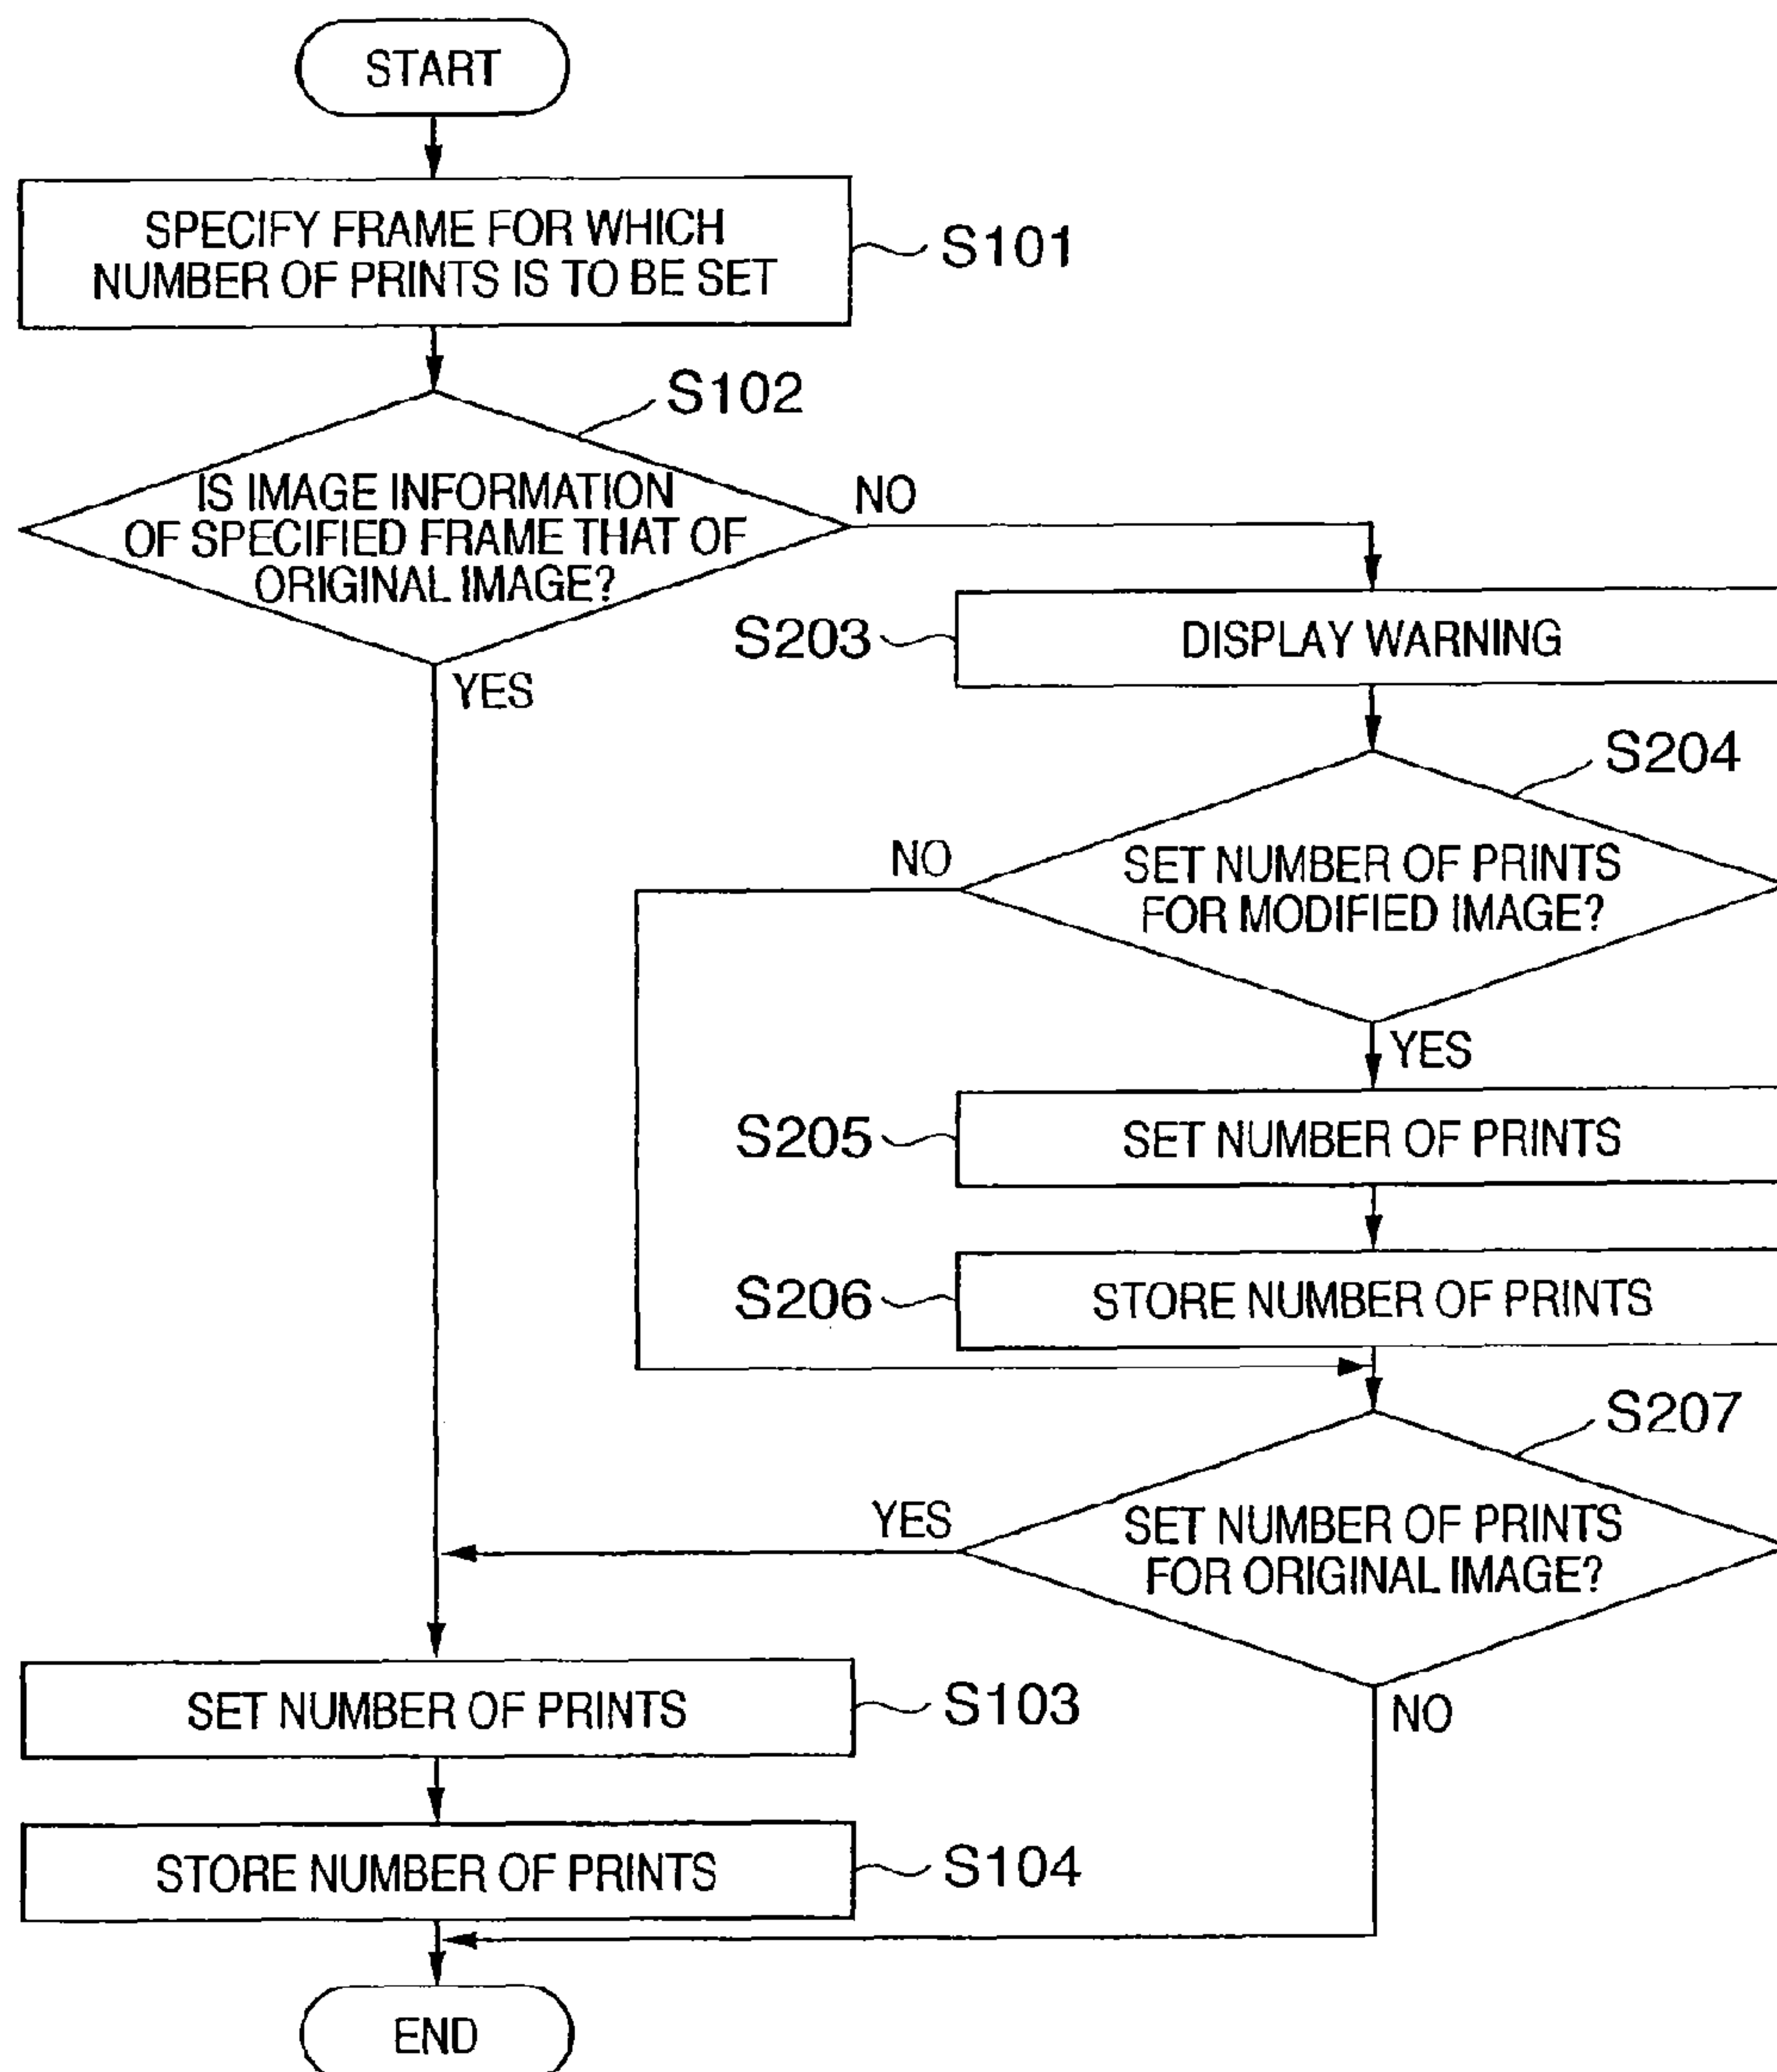 START
SPECIFY FRAME FOR WHICH
NUMBER OF PRINTS IS TO BE SET
S101
S102
IS IMAGE INFORMATION
OF SPECIFIED FRAME THAT OF
ORIGINAL IMAGE?
NO
YES
S203
DISPLAY WARNING
S204
SET NUMBER OF PRINTS
FOR MODIFIED IMAGE?
NO
YES
S205
SET NUMBER OF PRINTS
S206
STORE NUMBER OF PRINTS
S207
SET NUMBER OF PRINTS
FOR ORIGINAL IMAGE?
YES
NO
SET NUMBER OF PRINTS
S103
STORE NUMBER OF PRINTS
S104
END